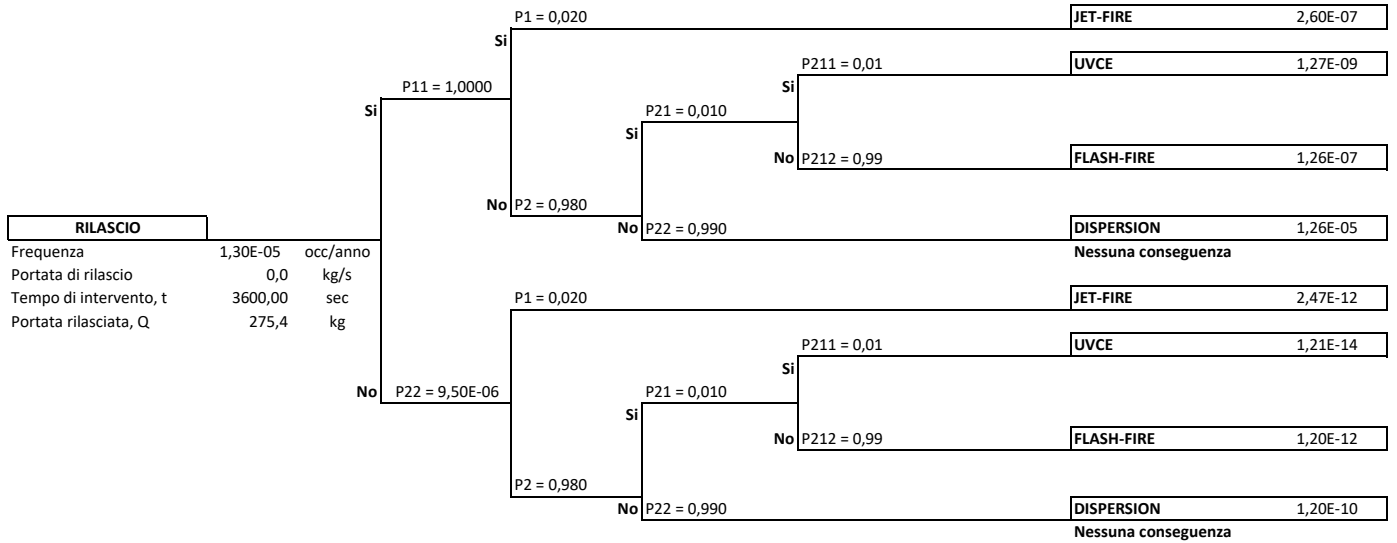 P1 = 0,020
JET-FIRE 2,60E-07
Si
P211 = 0,01
UVCE 1,27E-09
P11 = 1,0000
Si
Si
P21 = 0,010
Si
No P212 = 0,99
FLASH-FIRE 1,26E-07
No P2 = 0,980
RILASCIO
No P22 = 0,990
DISPERSION 1,26E-05
Frequenza 1,30E-05 occ/anno
Nessuna conseguenza
Portata di rilascio 0,0 kg/s
Tempo di intervento, t 3600,00 sec
P1 = 0,020
JET-FIRE 2,47E-12
Portata rilasciata, Q 275,4 kg
P211 = 0,01
UVCE 1,21E-14
Si
No P22 = 9,50E-06
P21 = 0,010
Si
No P212 = 0,99
FLASH-FIRE 1,20E-12
P2 = 0,980
No P22 = 0,990
DISPERSION 1,20E-10
Nessuna conseguenza